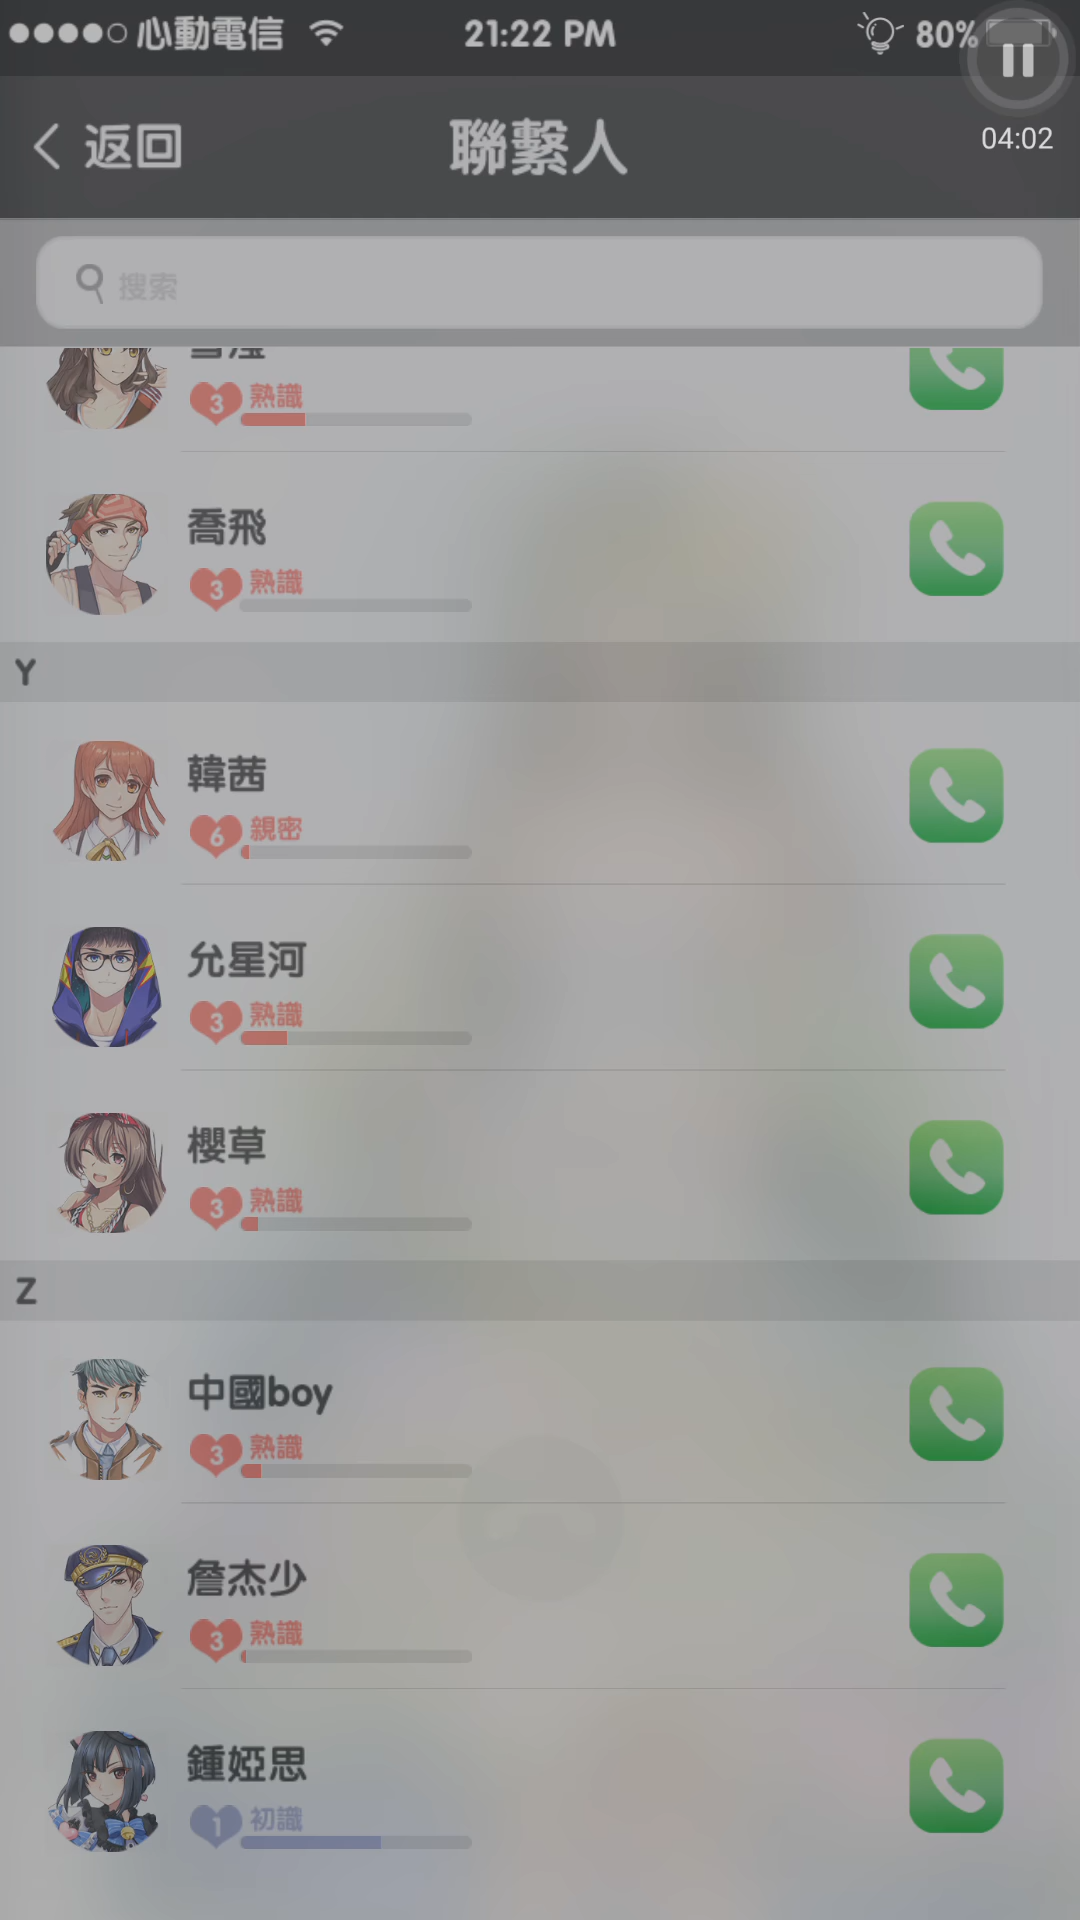 心動電信 21:22 PM 80%
返回 聯繫人 04:02
搜索
3 熟識
喬飛
3 熟識
Y
韓茜
6 親密
允星河
3 熟識
櫻草
3 熟識
Z
中國boy
3 熟識
詹杰少
3 熟識
鍾婭思
1 初識